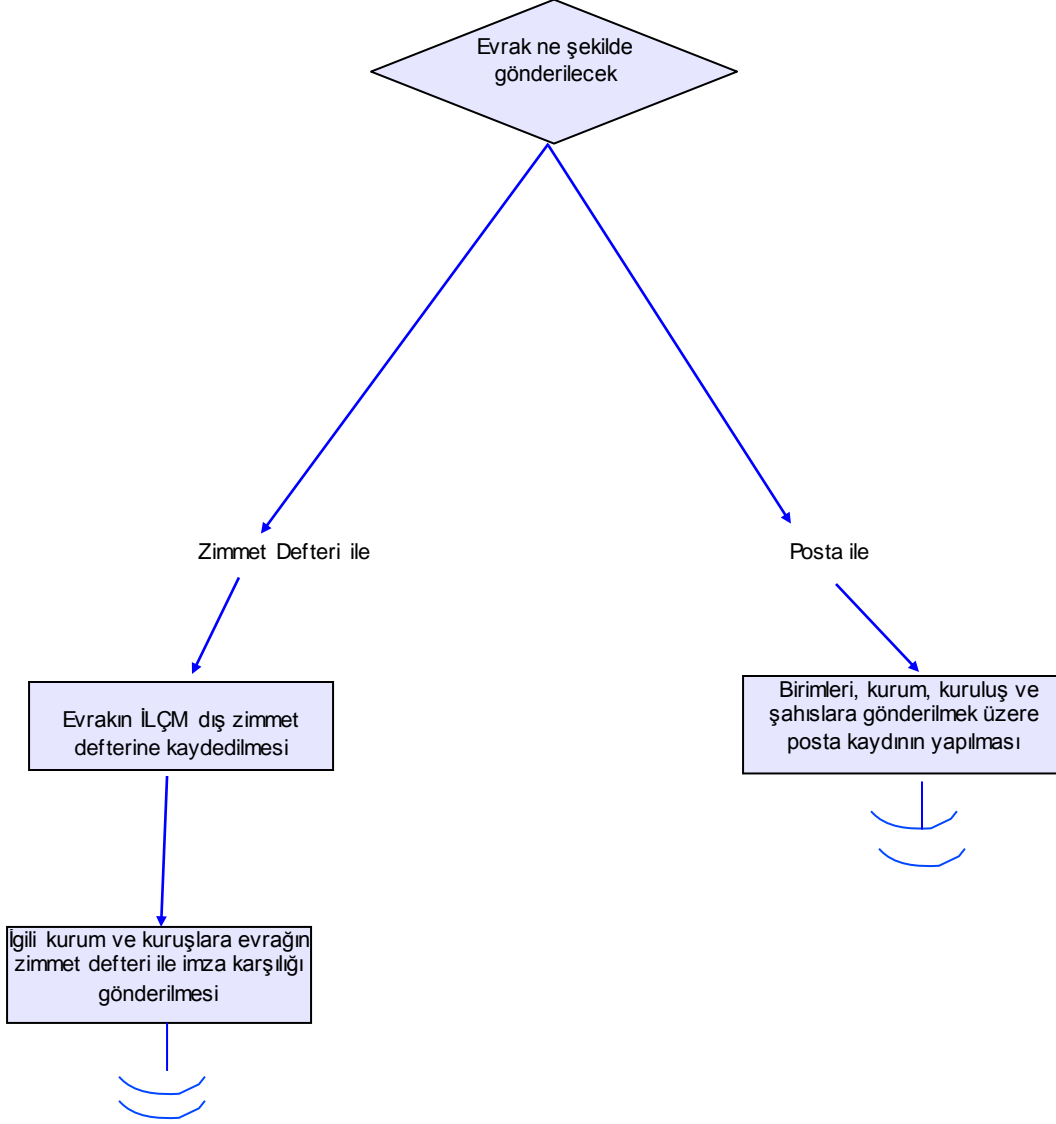 Evrak ne şekilde
gönderilecek
Zimmet Defteri ile
Posta ile
Evrakın İLÇM dış zimmet
defterine kaydedilmesi
Birimleri, kurum, kuruluş ve
şahıslara gönderilmek üzere
posta kaydının yapılması
İgili kurum ve kuruşlara evrağın
zimmet defteri ile imza karşılığı
gönderilmesi